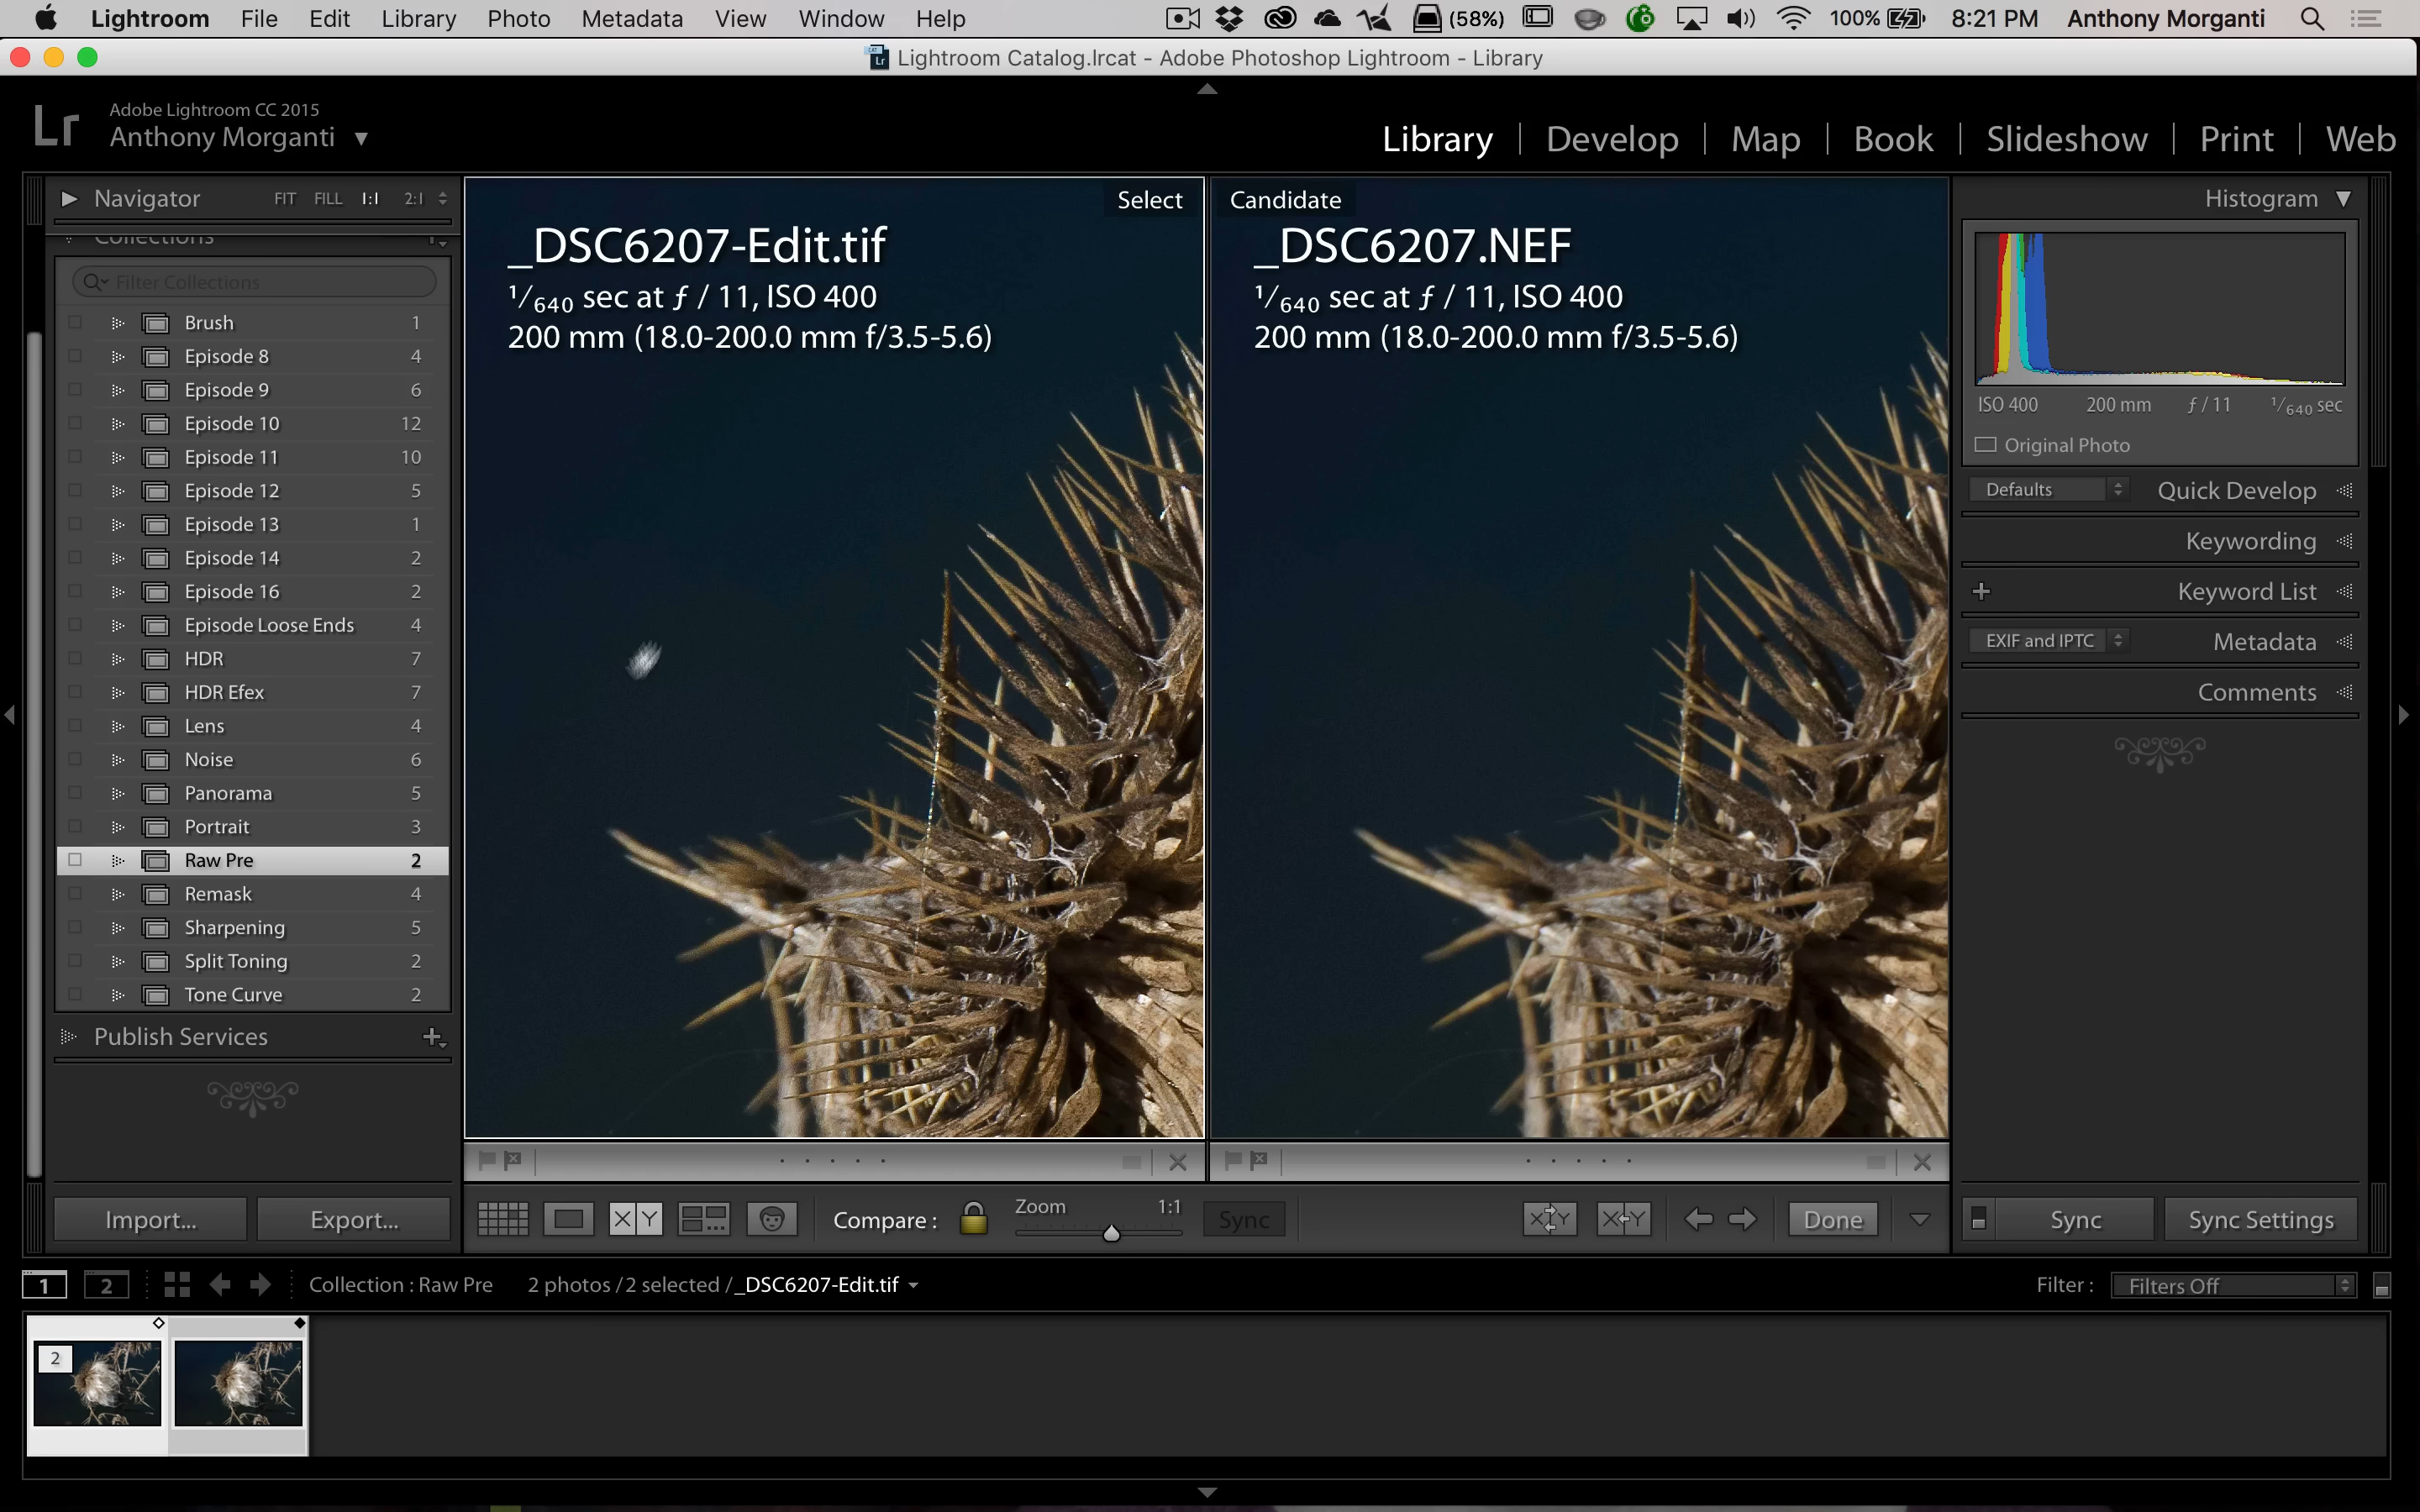 Lightroom File Edit Library Photo Metadata View Window Help (58%) 100% 8:21 PM Anthony Morganti
Lightroom Catalog.lrcat - Adobe Photoshop Lightroom - Library
Lr
Adobe Lightroom CC 2015
Anthony Morganti
Library | Develop | Map | Book | Slideshow | Print | Web
Navigator FIT FILL 1:1 2:1
Collections
Filter Collections
Brush 1
Episode 8 4
Episode 9 6
Episode 10 12
Episode 11 10
Episode 12 5
Episode 13 1
Episode 14 2
Episode 16 2
Episode Loose Ends 4
HDR 7
HDR Efex 7
Lens 4
Noise 6
Panorama 5
Portrait 3
Raw Pre 2
Remask 4
Sharpening 5
Split Toning 2
Tone Curve 2
Publish Services
Import... Export...
Select
_DSC6207-Edit.tif
1/640 sec at ƒ / 11, ISO 400
200 mm (18.0-200.0 mm f/3.5-5.6)
Candidate
_DSC6207.NEF
1/640 sec at ƒ / 11, ISO 400
200 mm (18.0-200.0 mm f/3.5-5.6)
Histogram
ISO 400 200 mm ƒ / 11 1/640 sec
Original Photo
Defaults Quick Develop
Keywording
Keyword List
EXIF and IPTC Metadata
Comments
X Y Compare : Zoom 1:1 Sync X Y X Y Done
Sync Sync Settings
1 2 Collection : Raw Pre 2 photos / 2 selected / _DSC6207-Edit.tif Filter : Filters Off
2